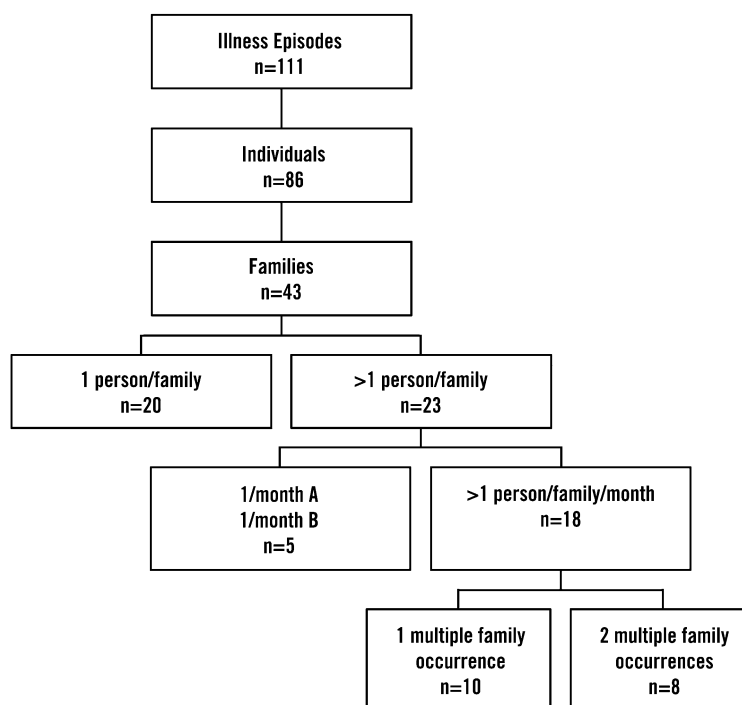 Illness Episodes
n=111
Individuals
n=86
Families
n=43
1 person/family
n=20
>1 person/family
n=23
1/month A
1/month B
n=5
>1 person/family/month
n=18
1 multiple family
occurrence
n=10
2 multiple family
occurrences
n=8